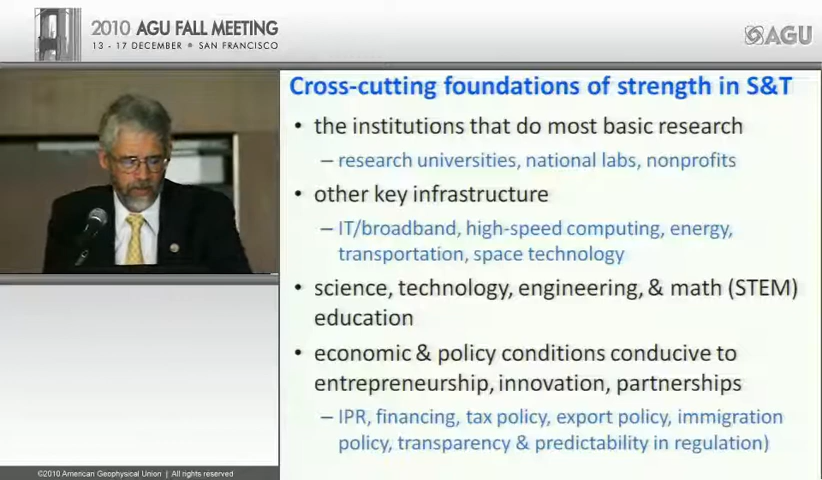 2010 AGU FALL MEETING
13 - 17 DECEMBER SAN FRANCISCO
AGU
Cross-cutting foundations of strength in S&T
• the institutions that do most basic research
– research universities, national labs, nonprofits
• other key infrastructure
– IT/broadband, high-speed computing, energy,
transportation, space technology
• science, technology, engineering, & math (STEM)
education
• economic & policy conditions conducive to
entrepreneurship, innovation, partnerships
– IPR, financing, tax policy, export policy, immigration
policy, transparency & predictability in regulation)
©2010 American Geophysical Union | All rights reserved